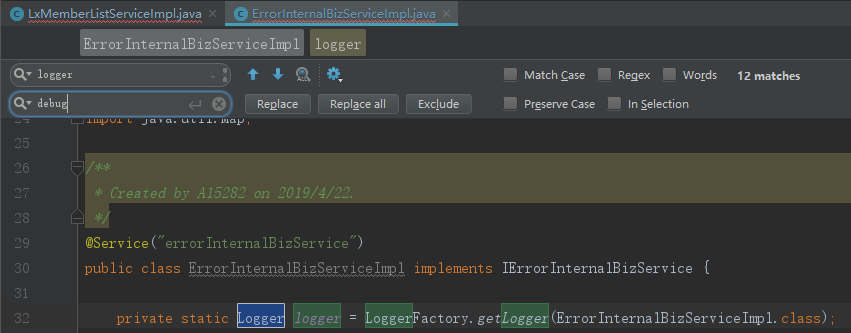 LxMemberListServiceImpl.java × ErrorInternalBizServiceImpl.java ×
ErrorInternalBizServiceImpl logger
logger Match Case Regex Words 12 matches
debug Replace Replace all Exclude Preserve Case In Selection
24 import java.util.Map;
25
26 /**
27 * Created by A15282 on 2019/4/22.
28 */
29 @Service("errorInternalBizService")
30 public class ErrorInternalBizServiceImpl implements IErrorInternalBizService {
31
32 private static Logger logger = LoggerFactory.getLogger(ErrorInternalBizServiceImpl.class);